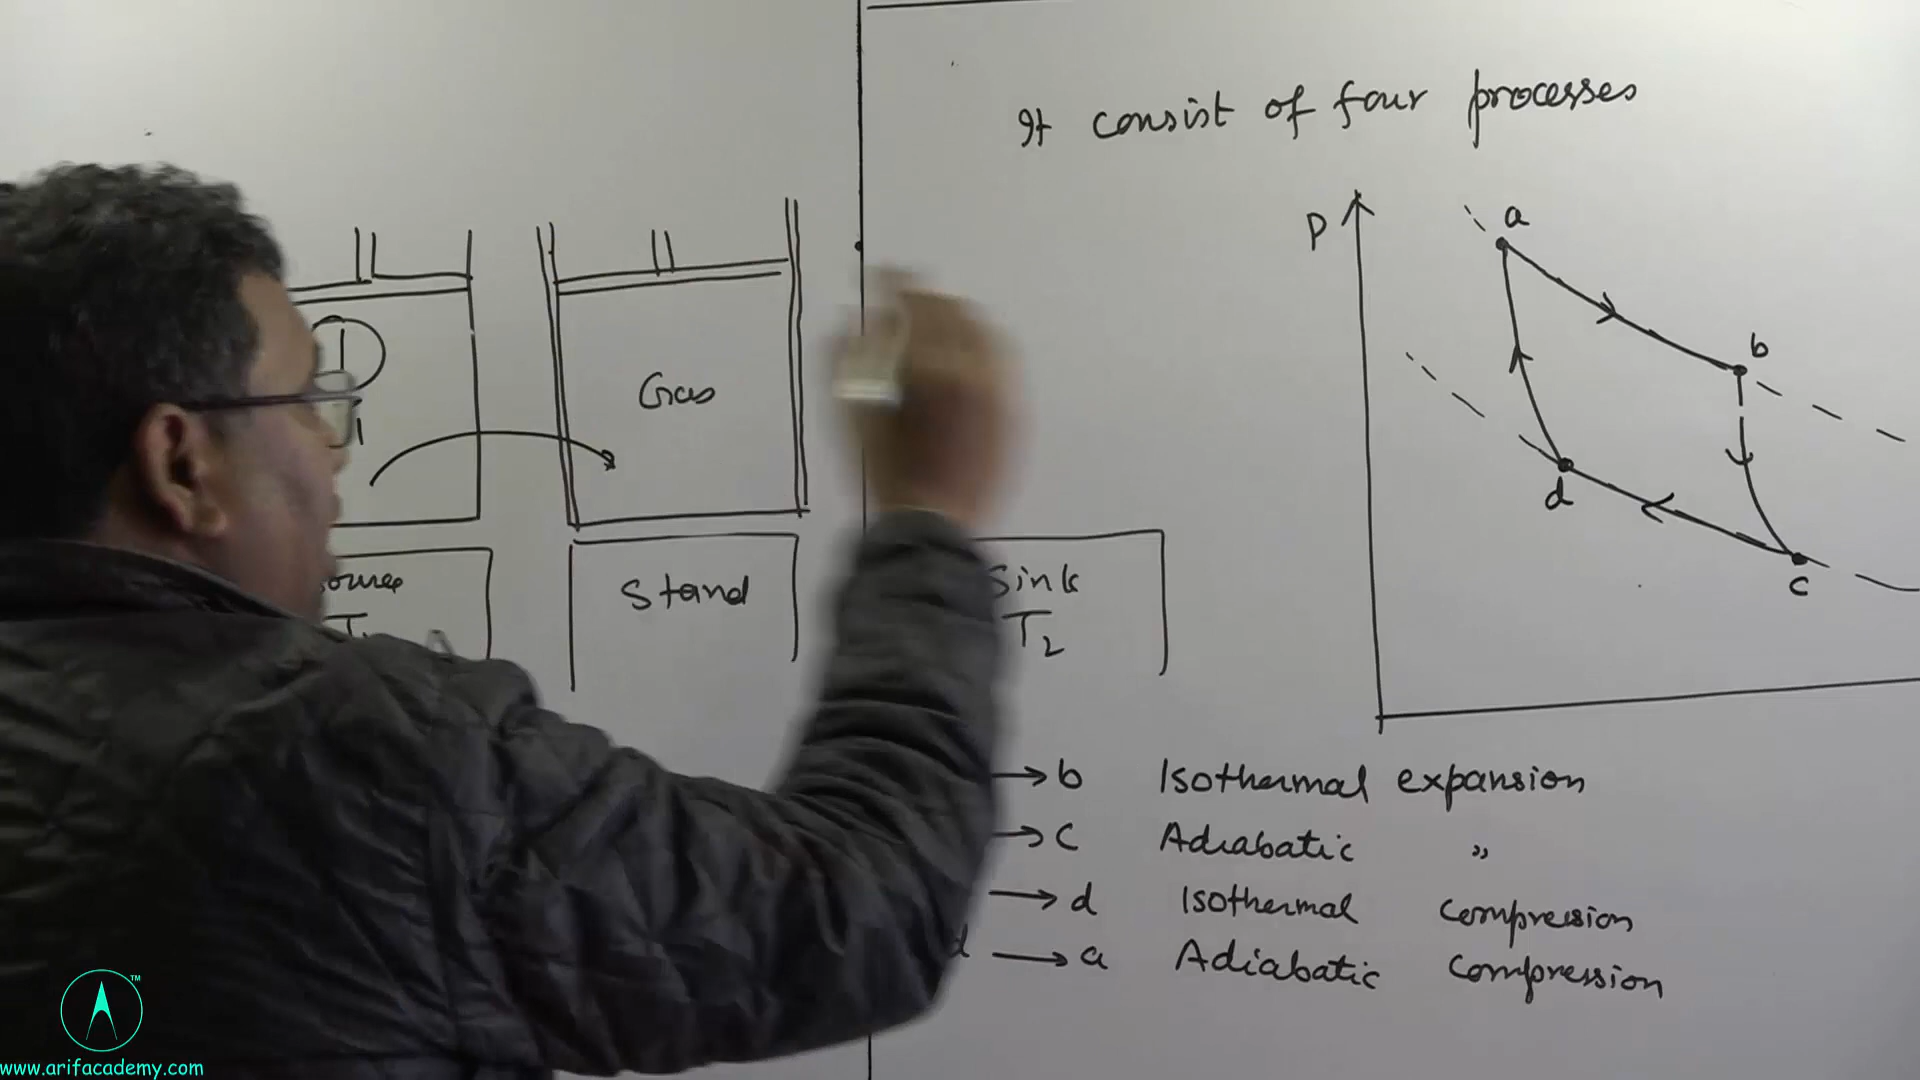 It consist of four processes
P
a
b
d
c
Gas
Stand
Sink
T2
→ b Isothermal expansion
→ c Adiabatic "
→ d Isothermal compression
d → a Adiabatic compression
TM
www.arifacademy.com